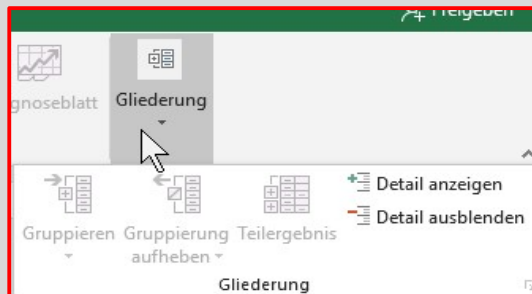 Freigeben
gnoseblatt
Gliederung
Gruppieren
Gruppierung
aufheben
Teilergebnis
Detail anzeigen
Detail ausblenden
Gliederung